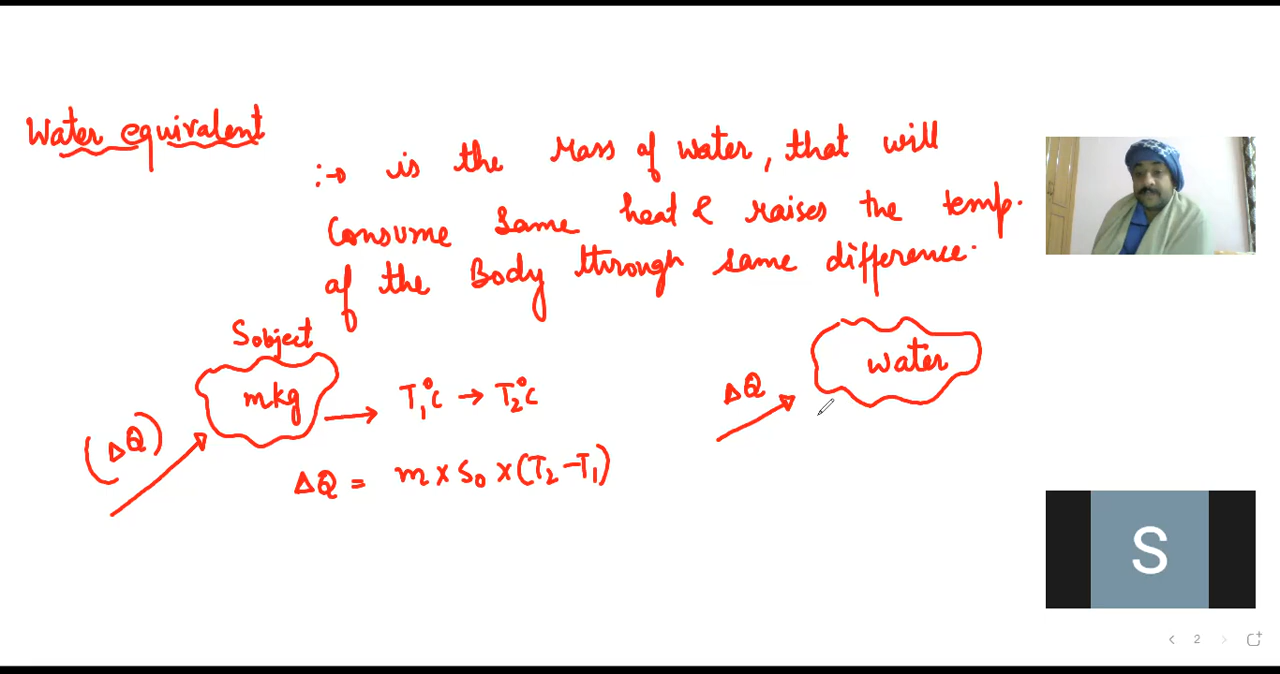 Water equivalent
:→ is the Mass of water, that will
Consume same heat & raises the temp.
of the Body through same difference.
Sobject
mkg
(ΔQ)
T₁°c → T₂°c
ΔQ = m x S₀ x (T₂ - T₁)
water
ΔQ
S
2